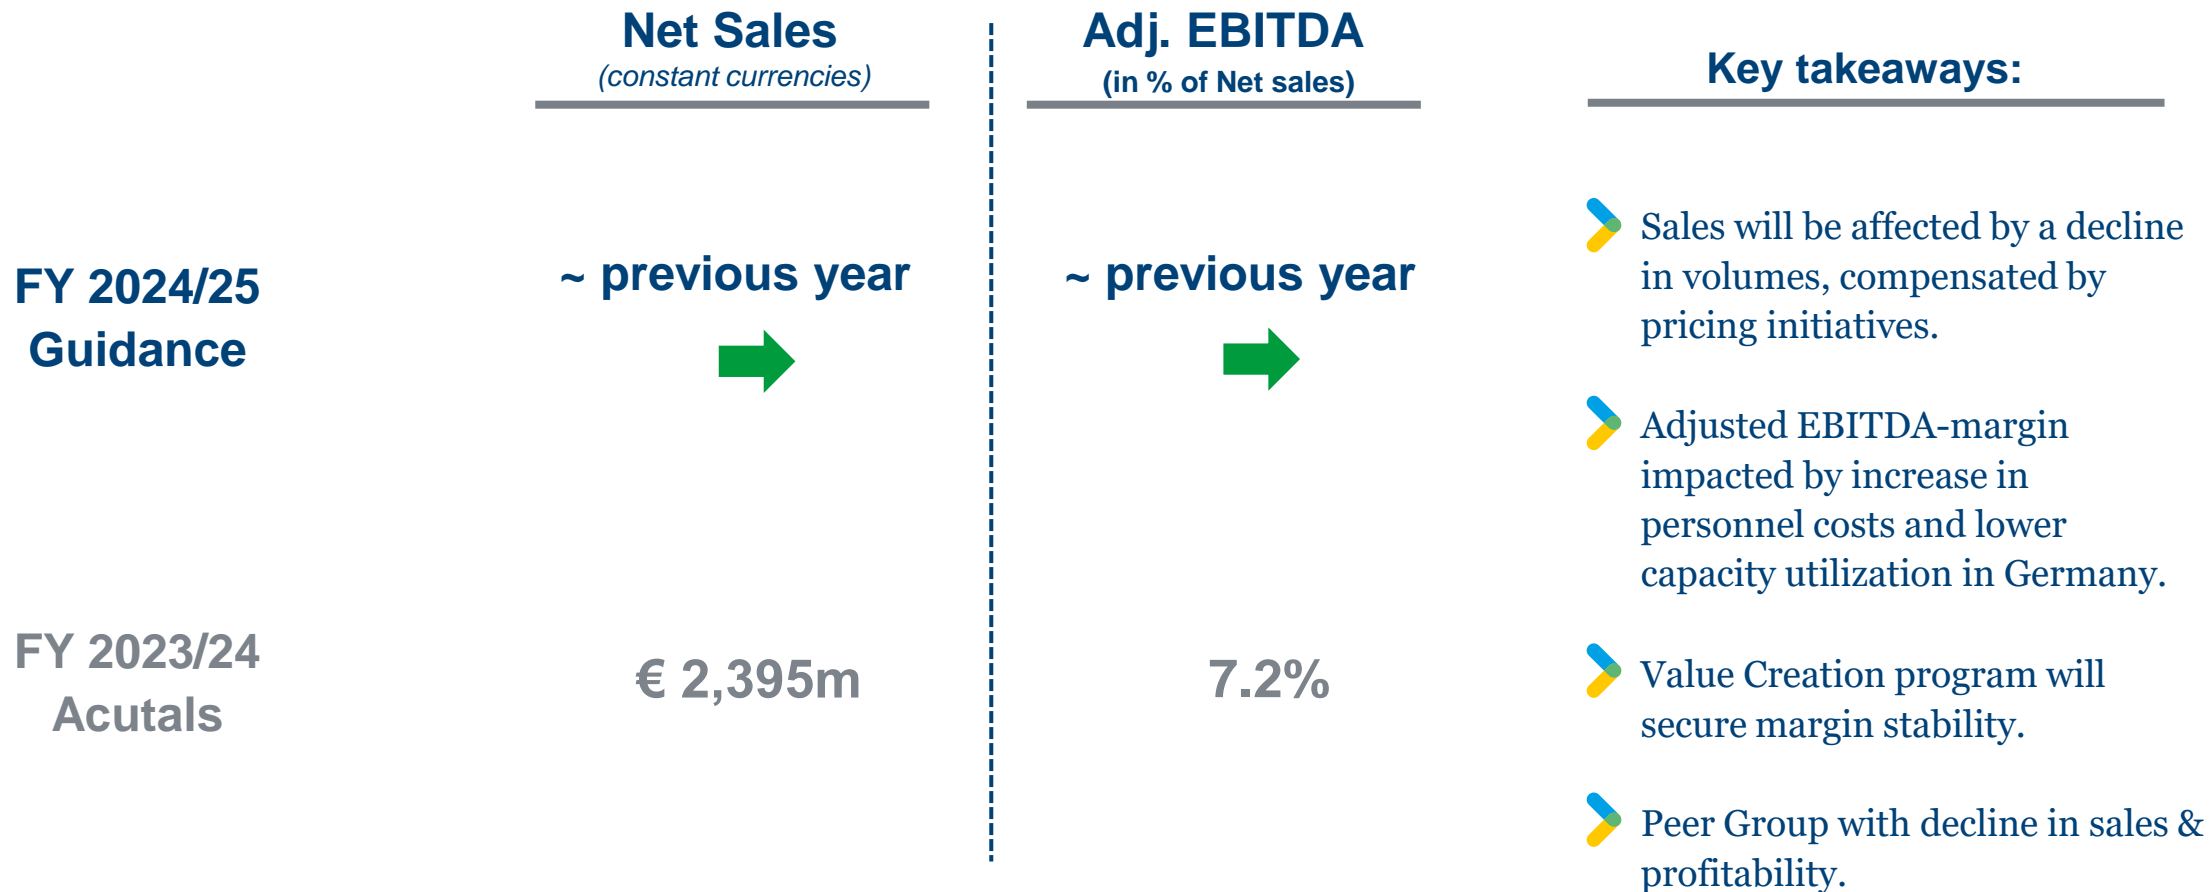 Net Sales
(constant currencies)
Adj. EBITDA
(in % of Net sales)
Key takeaways:
FY 2024/25
Guidance
~ previous year
~ previous year
FY 2023/24
Acutals
€ 2,395m
7.2%
Sales will be affected by a decline
in volumes, compensated by
pricing initiatives.
Adjusted EBITDA-margin
impacted by increase in
personnel costs and lower
capacity utilization in Germany.
Value Creation program will
secure margin stability.
Peer Group with decline in sales &
profitability.